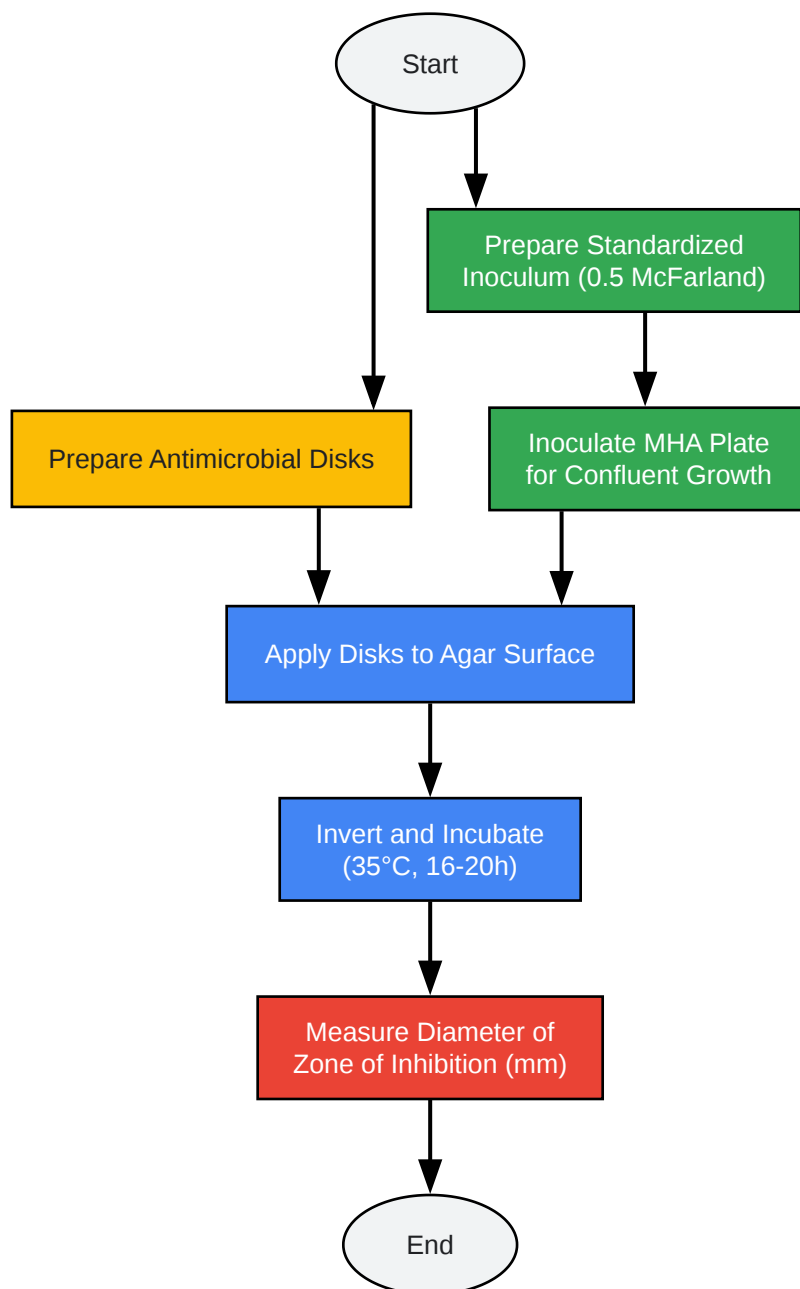 Start
Prepare Standardized
Inoculum (0.5 McFarland)
Prepare Antimicrobial Disks
Inoculate MHA Plate
for Confluent Growth
Apply Disks to Agar Surface
Invert and Incubate
(35°C, 16-20h)
Measure Diameter of
Zone of Inhibition (mm)
End